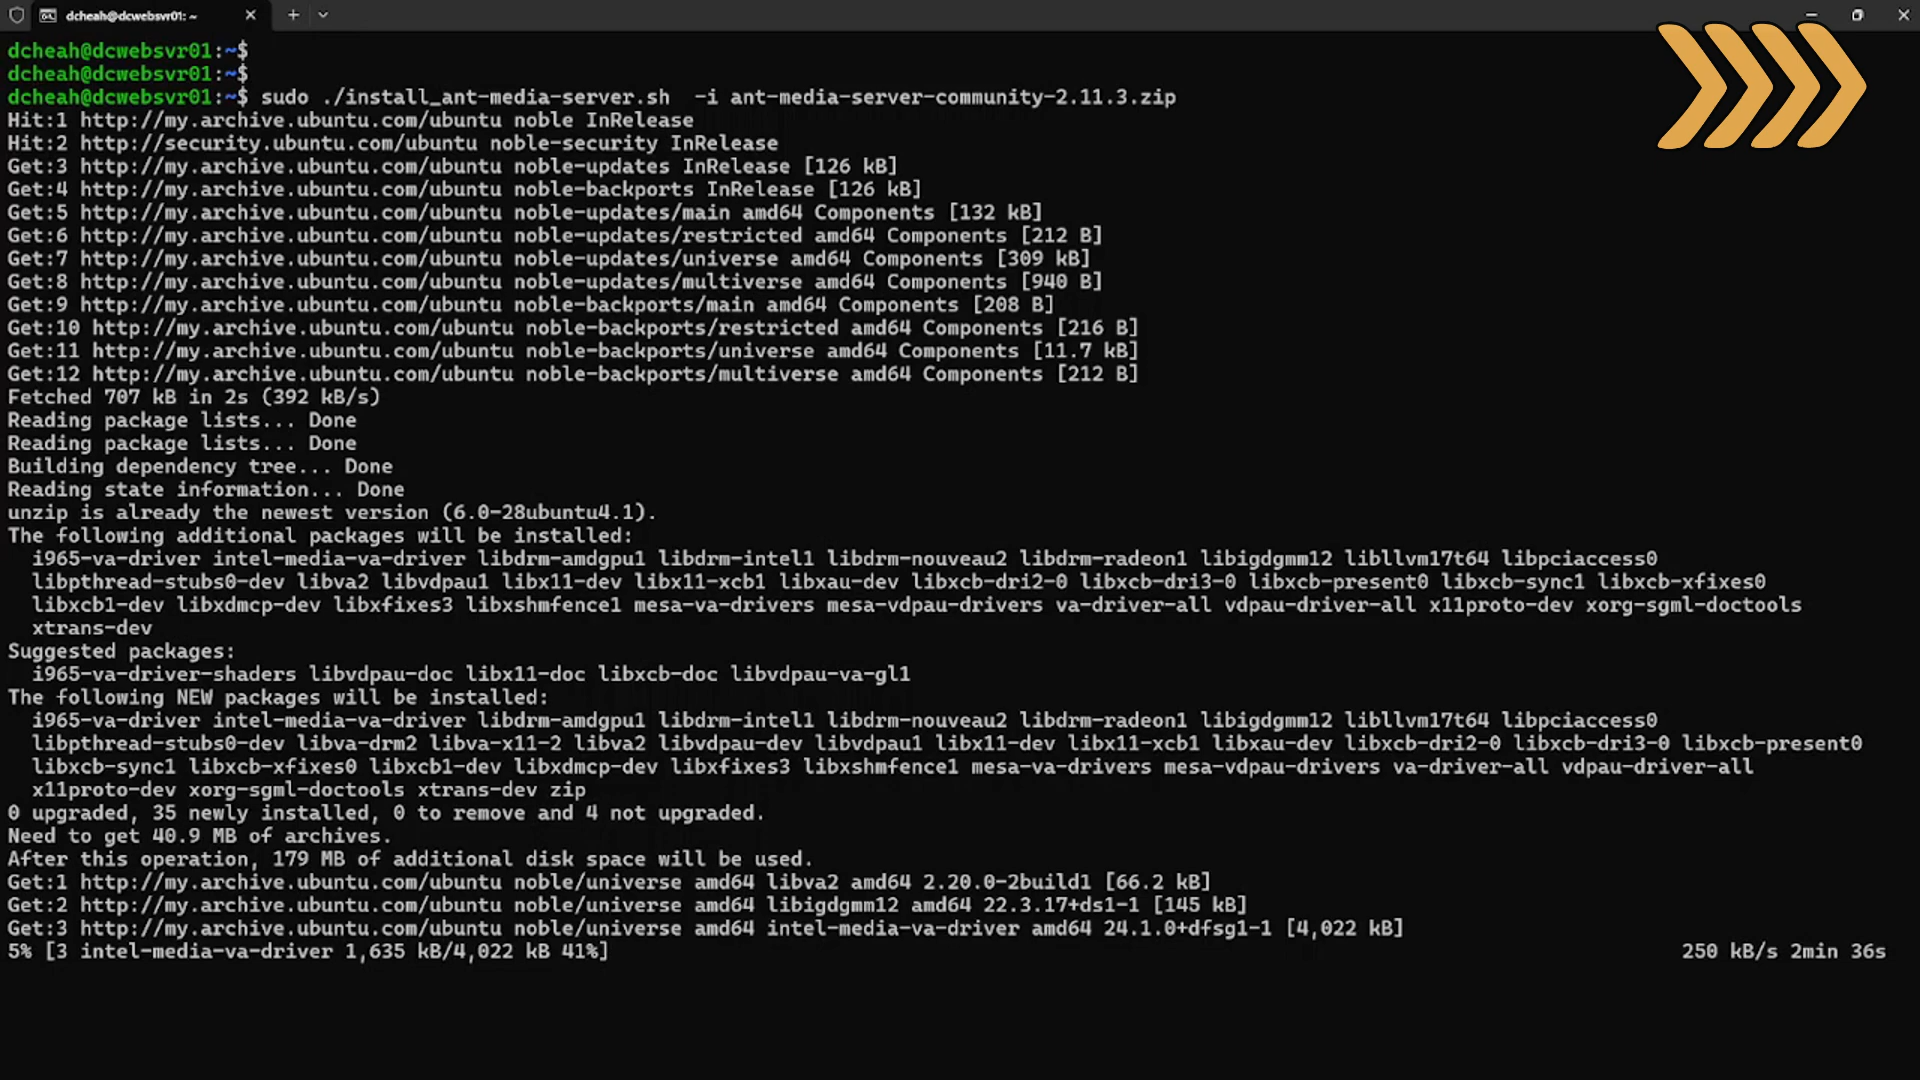 dcheah@dcwebsvr01: ~
dcheah@dcwebsvr01:~$
dcheah@dcwebsvr01:~$
dcheah@dcwebsvr01:~$ sudo ./install_ant-media-server.sh  -i ant-media-server-community-2.11.3.zip
Hit:1 http://my.archive.ubuntu.com/ubuntu noble InRelease
Hit:2 http://security.ubuntu.com/ubuntu noble-security InRelease
Get:3 http://my.archive.ubuntu.com/ubuntu noble-updates InRelease [126 kB]
Get:4 http://my.archive.ubuntu.com/ubuntu noble-backports InRelease [126 kB]
Get:5 http://my.archive.ubuntu.com/ubuntu noble-updates/main amd64 Components [132 kB]
Get:6 http://my.archive.ubuntu.com/ubuntu noble-updates/restricted amd64 Components [212 B]
Get:7 http://my.archive.ubuntu.com/ubuntu noble-updates/universe amd64 Components [309 kB]
Get:8 http://my.archive.ubuntu.com/ubuntu noble-updates/multiverse amd64 Components [940 B]
Get:9 http://my.archive.ubuntu.com/ubuntu noble-backports/main amd64 Components [208 B]
Get:10 http://my.archive.ubuntu.com/ubuntu noble-backports/restricted amd64 Components [216 B]
Get:11 http://my.archive.ubuntu.com/ubuntu noble-backports/universe amd64 Components [11.7 kB]
Get:12 http://my.archive.ubuntu.com/ubuntu noble-backports/multiverse amd64 Components [212 B]
Fetched 707 kB in 2s (392 kB/s)
Reading package lists... Done
Reading package lists... Done
Building dependency tree... Done
Reading state information... Done
unzip is already the newest version (6.0-28ubuntu4.1).
The following additional packages will be installed:
  i965-va-driver intel-media-va-driver libdrm-amdgpu1 libdrm-intel1 libdrm-nouveau2 libdrm-radeon1 libigdgmm12 libllvm17t64 libpciaccess0
  libpthread-stubs0-dev libva2 libvdpau1 libx11-dev libx11-xcb1 libxau-dev libxcb-dri2-0 libxcb-dri3-0 libxcb-present0 libxcb-sync1 libxcb-xfixes0
  libxcb1-dev libxdmcp-dev libxfixes3 libxshmfence1 mesa-va-drivers mesa-vdpau-drivers va-driver-all vdpau-driver-all x11proto-dev xorg-sgml-doctools
  xtrans-dev
Suggested packages:
  i965-va-driver-shaders libvdpau-doc libx11-doc libxcb-doc libvdpau-va-gl1
The following NEW packages will be installed:
  i965-va-driver intel-media-va-driver libdrm-amdgpu1 libdrm-intel1 libdrm-nouveau2 libdrm-radeon1 libigdgmm12 libllvm17t64 libpciaccess0
  libpthread-stubs0-dev libva-drm2 libva-x11-2 libva2 libvdpau-dev libvdpau1 libx11-dev libx11-xcb1 libxau-dev libxcb-dri2-0 libxcb-dri3-0 libxcb-present0
  libxcb-sync1 libxcb-xfixes0 libxcb1-dev libxdmcp-dev libxfixes3 libxshmfence1 mesa-va-drivers mesa-vdpau-drivers va-driver-all vdpau-driver-all
  x11proto-dev xorg-sgml-doctools xtrans-dev zip
0 upgraded, 35 newly installed, 0 to remove and 4 not upgraded.
Need to get 40.9 MB of archives.
After this operation, 179 MB of additional disk space will be used.
Get:1 http://my.archive.ubuntu.com/ubuntu noble/universe amd64 libva2 amd64 2.20.0-2build1 [66.2 kB]
Get:2 http://my.archive.ubuntu.com/ubuntu noble/universe amd64 libigdgmm12 amd64 22.3.17+ds1-1 [145 kB]
Get:3 http://my.archive.ubuntu.com/ubuntu noble/universe amd64 intel-media-va-driver amd64 24.1.0+dfsg1-1 [4,022 kB]
5% [3 intel-media-va-driver 1,635 kB/4,022 kB 41%] 250 kB/s 2min 36s